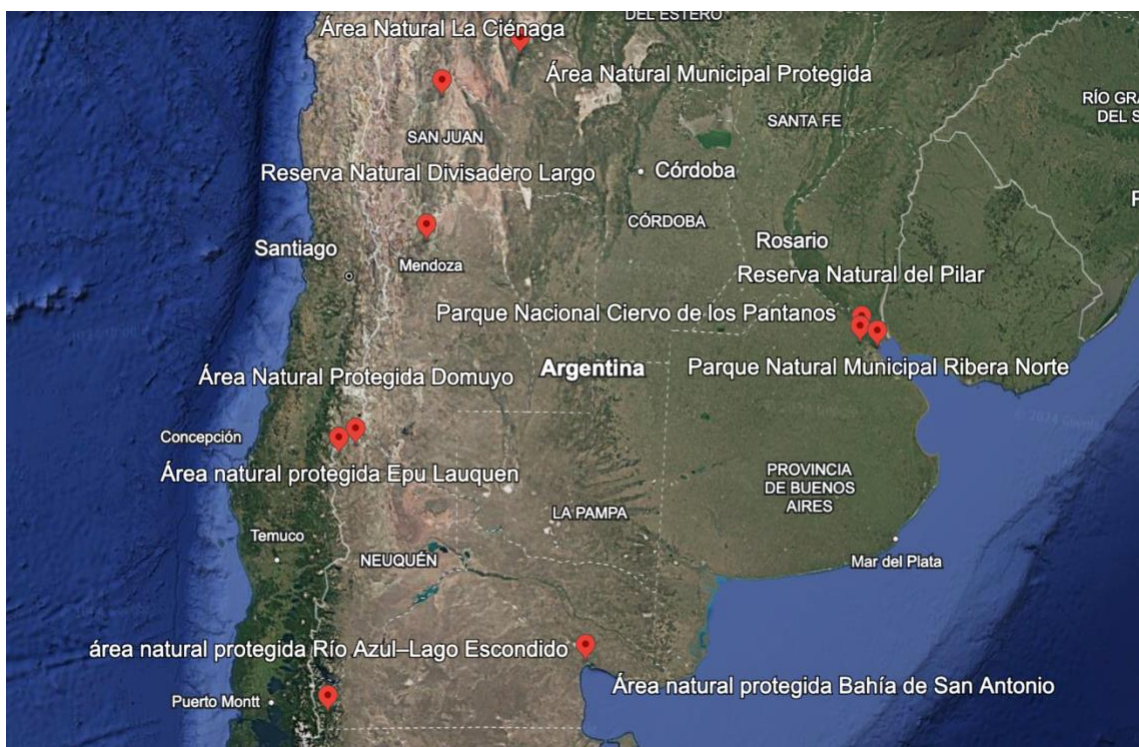 DEL ESTERO
Área Natural La Ciénaga
Área Natural Municipal Protegida
RÍO GRA
DEL S
SANTA FE
SAN JUAN
Reserva Natural Divisadero Largo
Córdoba
CÓRDOBA
Rosario
Santiago
Mendoza
Reserva Natural del Pilar
Parque Nacional Ciervo de los Pantanos
Argentina
Parque Natural Municipal Ribera Norte
Área Natural Protegida Domuyo
Concepción
Área natural protegida Epu Lauquen
PROVINCIA
DE BUENOS
AIRES
LA PAMPA
Temuco
NEUQUÉN
Mar del Plata
área natural protegida Río Azul–Lago Escondido
Área natural protegida Bahía de San Antonio
Puerto Montt